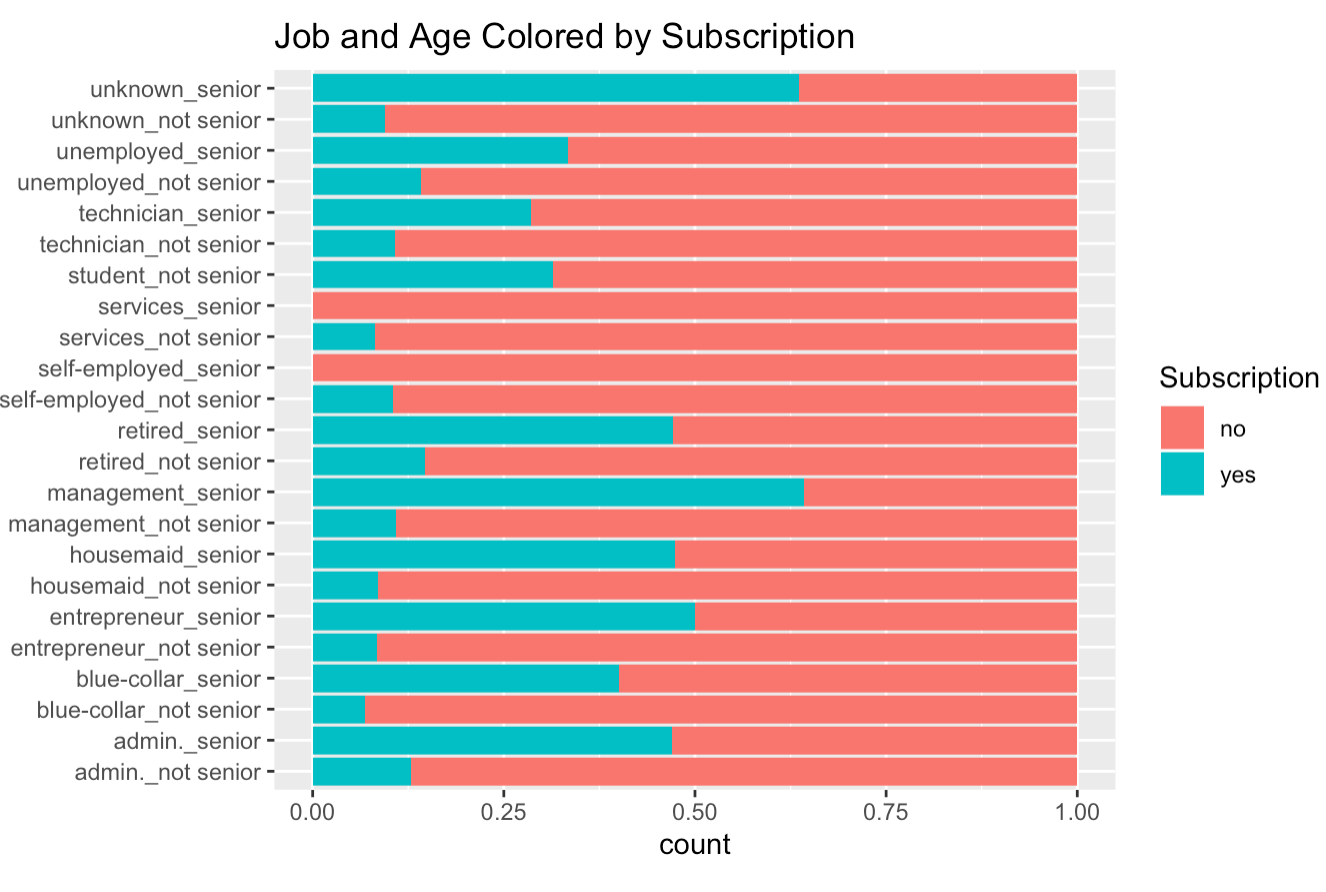 Job and Age Colored by Subscription
unknown_senior
unknown_not senior
unemployed_senior
unemployed_not senior
technician_senior
technician_not senior
student_not senior
services_senior
services_not senior
self-employed_senior
self-employed_not senior
retired_senior
retired_not senior
management_senior
management_not senior
housemaid_senior
housemaid_not senior
entrepreneur_senior
entrepreneur_not senior
blue-collar_senior
blue-collar_not senior
admin._senior
admin._not senior
0.00 0.25 0.50 0.75 1.00
count
Subscription
no
yes